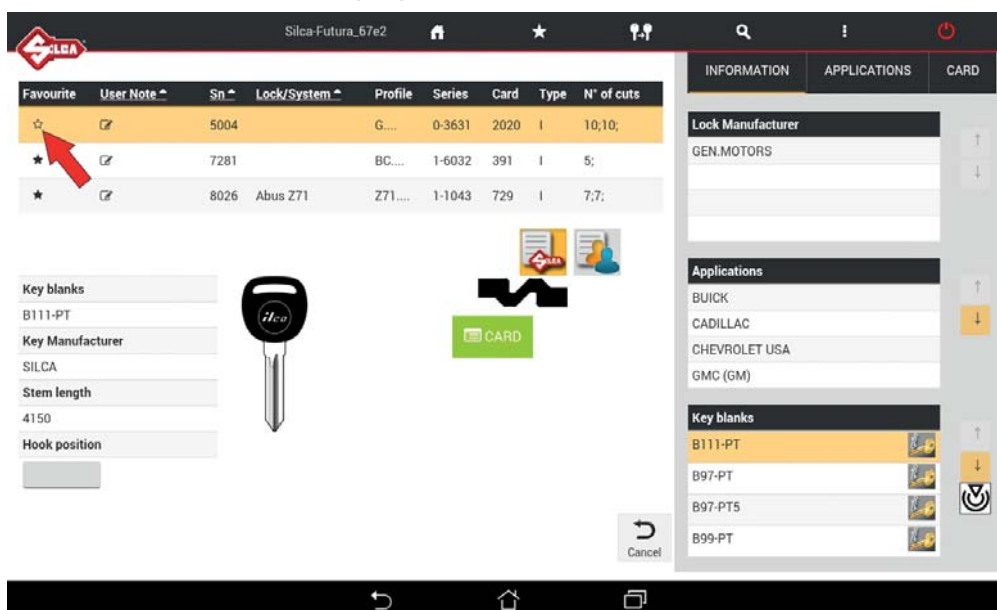 SILCA
Silca-Futura_67e2
INFORMATION APPLICATIONS CARD
Favourite User Note Sn Lock/System Profile Series Card Type N° of cuts
5004 G.... 0-3631 2020 I 10;10;
7281 BC.... 1-6032 391 I 5;
8026 Abus Z71 Z71.... 1-1043 729 I 7;7;
SILCA
Key blanks
B111-PT
Key Manufacturer
SILCA
Stem length
4150
Hook position
ilco
CARD
Cancel
Lock Manufacturer
GEN.MOTORS
Applications
BUICK
CADILLAC
CHEVROLET USA
GMC (GM)
Key blanks
B111-PT
B97-PT
B97-PT5
B99-PT